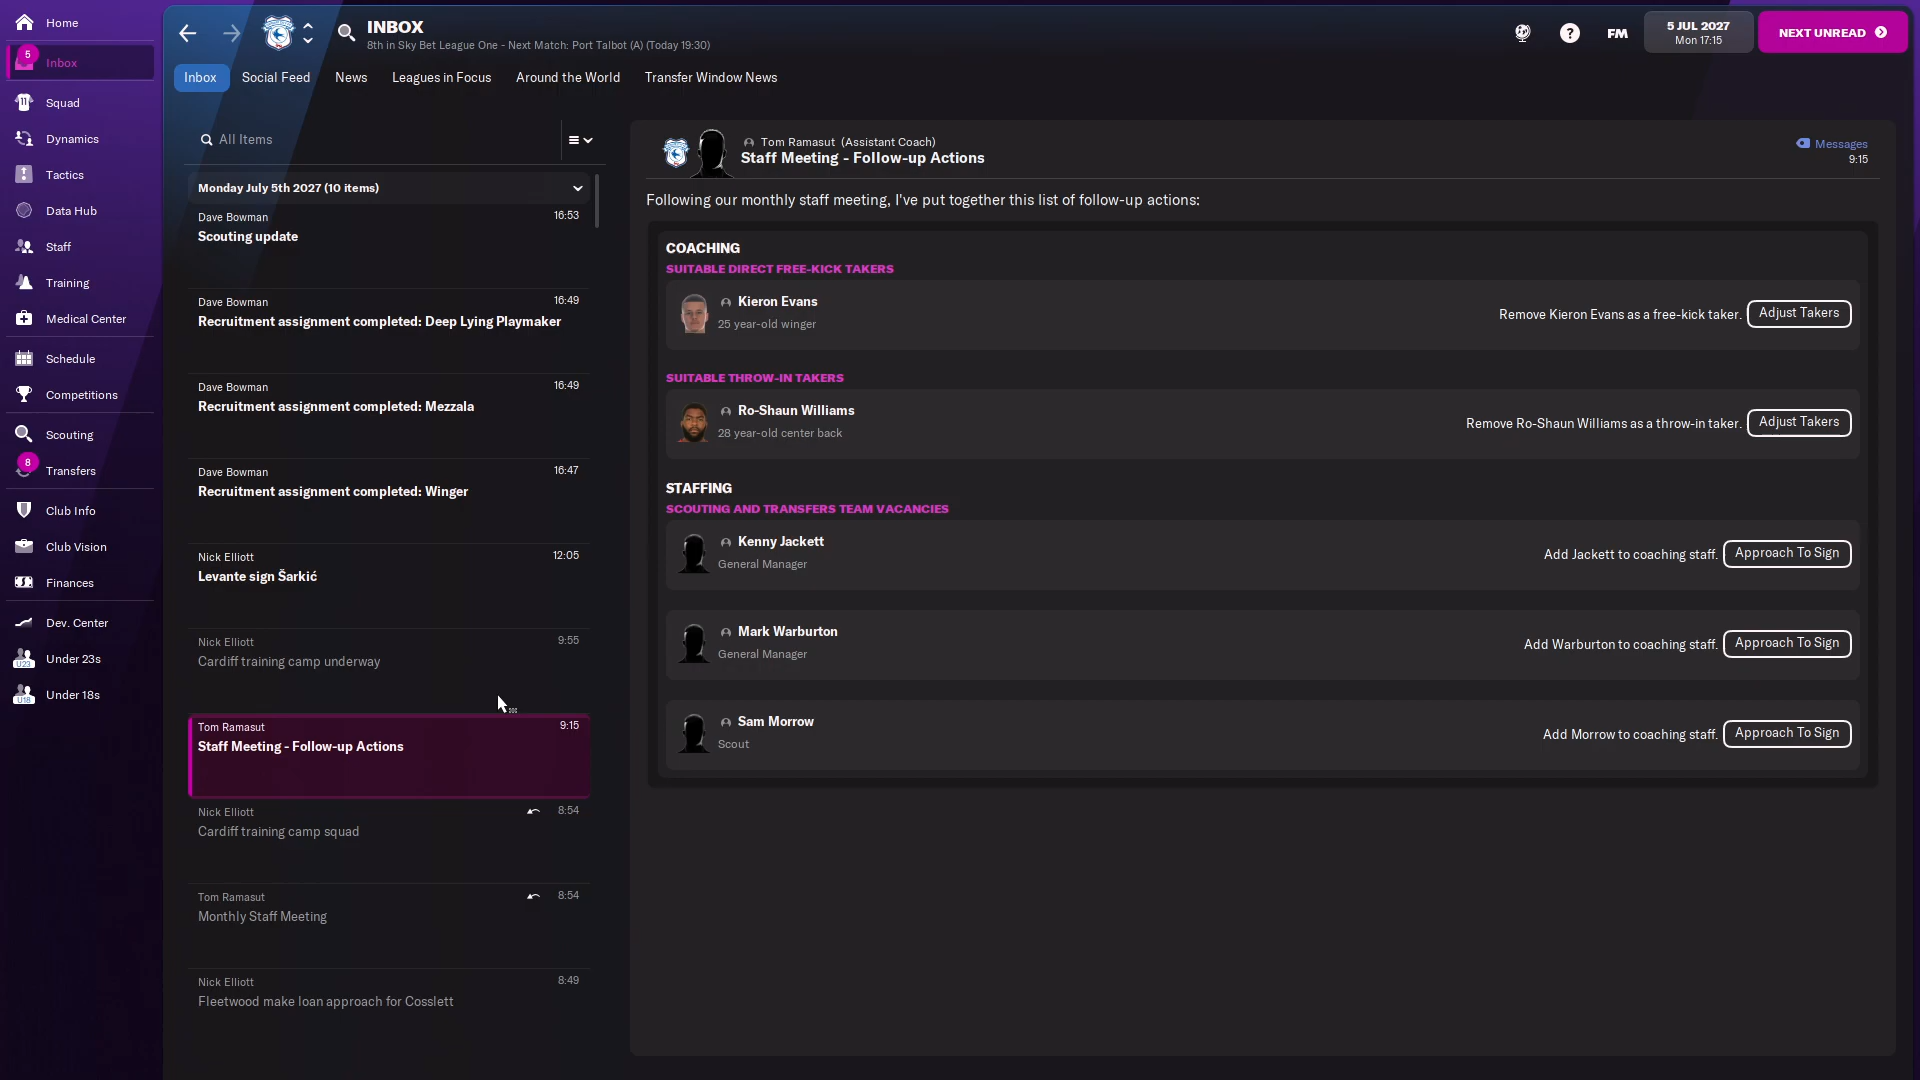 Home
5
Inbox
Squad
Dynamics
Tactics
Data Hub
Staff
Training
Medical Center
Schedule
Competitions
Scouting
8
Transfers
Club Info
Club Vision
Finances
Dev. Center
U23
Under 23s
U18
Under 18s
INBOX
8th in Sky Bet League One - Next Match: Port Talbot (A) (Today 19:30)
?
FM
5 JUL 2027
Mon 17:15
NEXT UNREAD
Inbox
Social Feed
News
Leagues in Focus
Around the World
Transfer Window News
All Items
Monday July 5th 2027 (10 items)
Dave Bowman 16:53
Scouting update
Dave Bowman 16:49
Recruitment assignment completed: Deep Lying Playmaker
Dave Bowman 16:49
Recruitment assignment completed: Mezzala
Dave Bowman 16:47
Recruitment assignment completed: Winger
Nick Elliott 12:05
Levante sign Šarkić
Nick Elliott 9:55
Cardiff training camp underway
Tom Ramasut 9:15
Staff Meeting - Follow-up Actions
Nick Elliott 8:54
Cardiff training camp squad
Tom Ramasut 8:54
Monthly Staff Meeting
Nick Elliott 8:49
Fleetwood make loan approach for Cosslett
Tom Ramasut (Assistant Coach)
Staff Meeting - Follow-up Actions
Messages
9:15
Following our monthly staff meeting, I've put together this list of follow-up actions:
COACHING
SUITABLE DIRECT FREE-KICK TAKERS
Kieron Evans
25 year-old winger
Remove Kieron Evans as a free-kick taker. Adjust Takers
SUITABLE THROW-IN TAKERS
Ro-Shaun Williams
28 year-old center back
Remove Ro-Shaun Williams as a throw-in taker. Adjust Takers
STAFFING
SCOUTING AND TRANSFERS TEAM VACANCIES
Kenny Jackett
General Manager
Add Jackett to coaching staff. Approach To Sign
Mark Warburton
General Manager
Add Warburton to coaching staff. Approach To Sign
Sam Morrow
Scout
Add Morrow to coaching staff. Approach To Sign